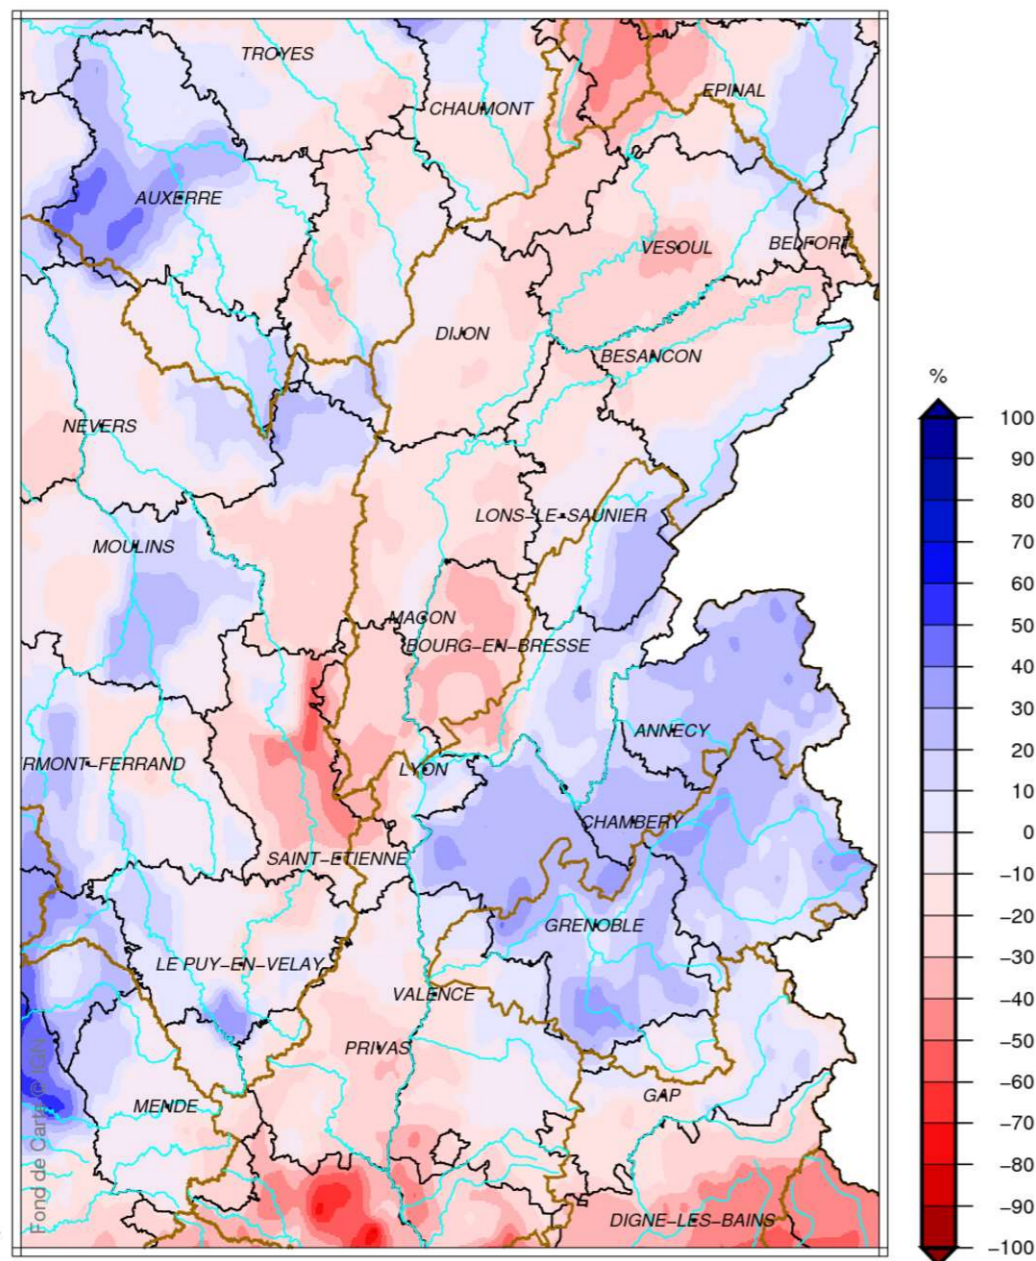 TROYES
EPINAL
CHAUMONT
AUXERRE
VESOUL
BELFORT
DIJON
BESANCON
NEVERS
LONS-LE-SAUNIER
MOULINS
MACON
BOURG-EN-BRESSE
ANNECY
RMONT-FERRAND
LYON
CHAMBERY
SAINT-ETIENNE
GRENOBLE
LE PUY-EN-VELAY
VALENCE
PRIVAS
GAP
MENDE
DIGNE-LES-BAINS
Fond de Carte © IGN
%
100
90
80
70
60
50
40
30
20
10
0
-10
-20
-30
-40
-50
-60
-70
-80
-90
-100